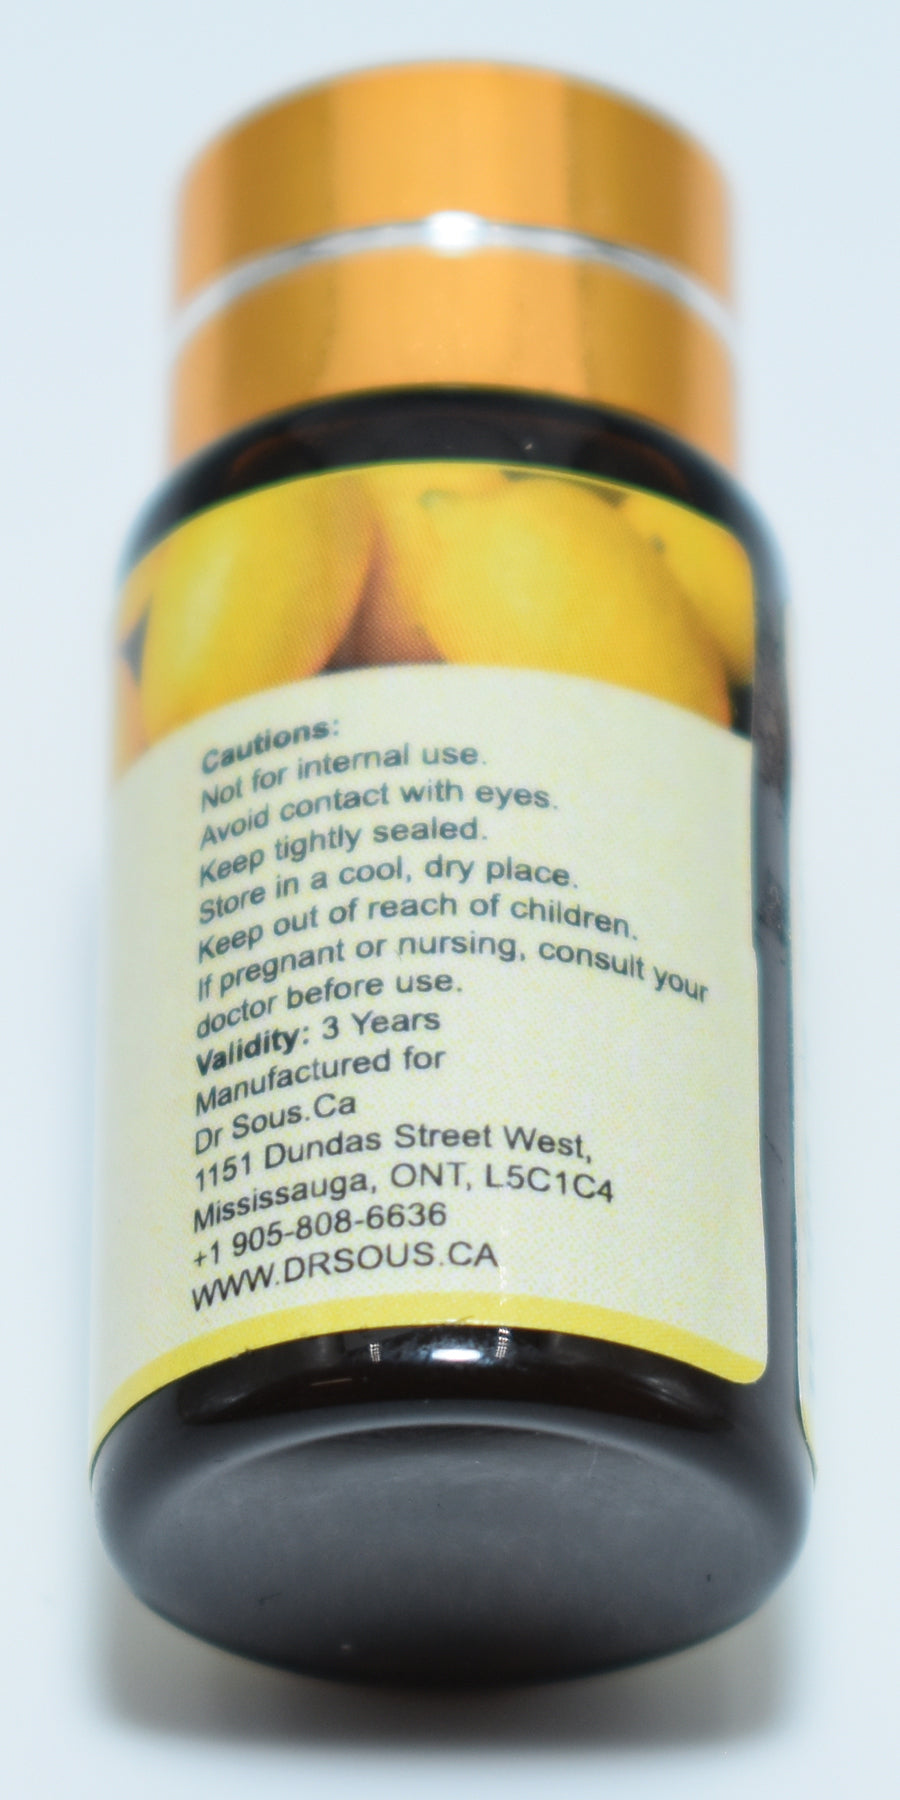 Cautions:
Not for internal use.
Avoid contact with eyes.
Keep tightly sealed.
Store in a cool, dry place.
Keep out of reach of children.
If pregnant or nursing, consult your
doctor before use.
Validity: 3 Years
Manufactured for
Dr Sous.Ca
1151 Dundas Street West,
Mississauga, ONT, L5C1C4
+1 905-808-6636
WWW.DRSOUS.CA